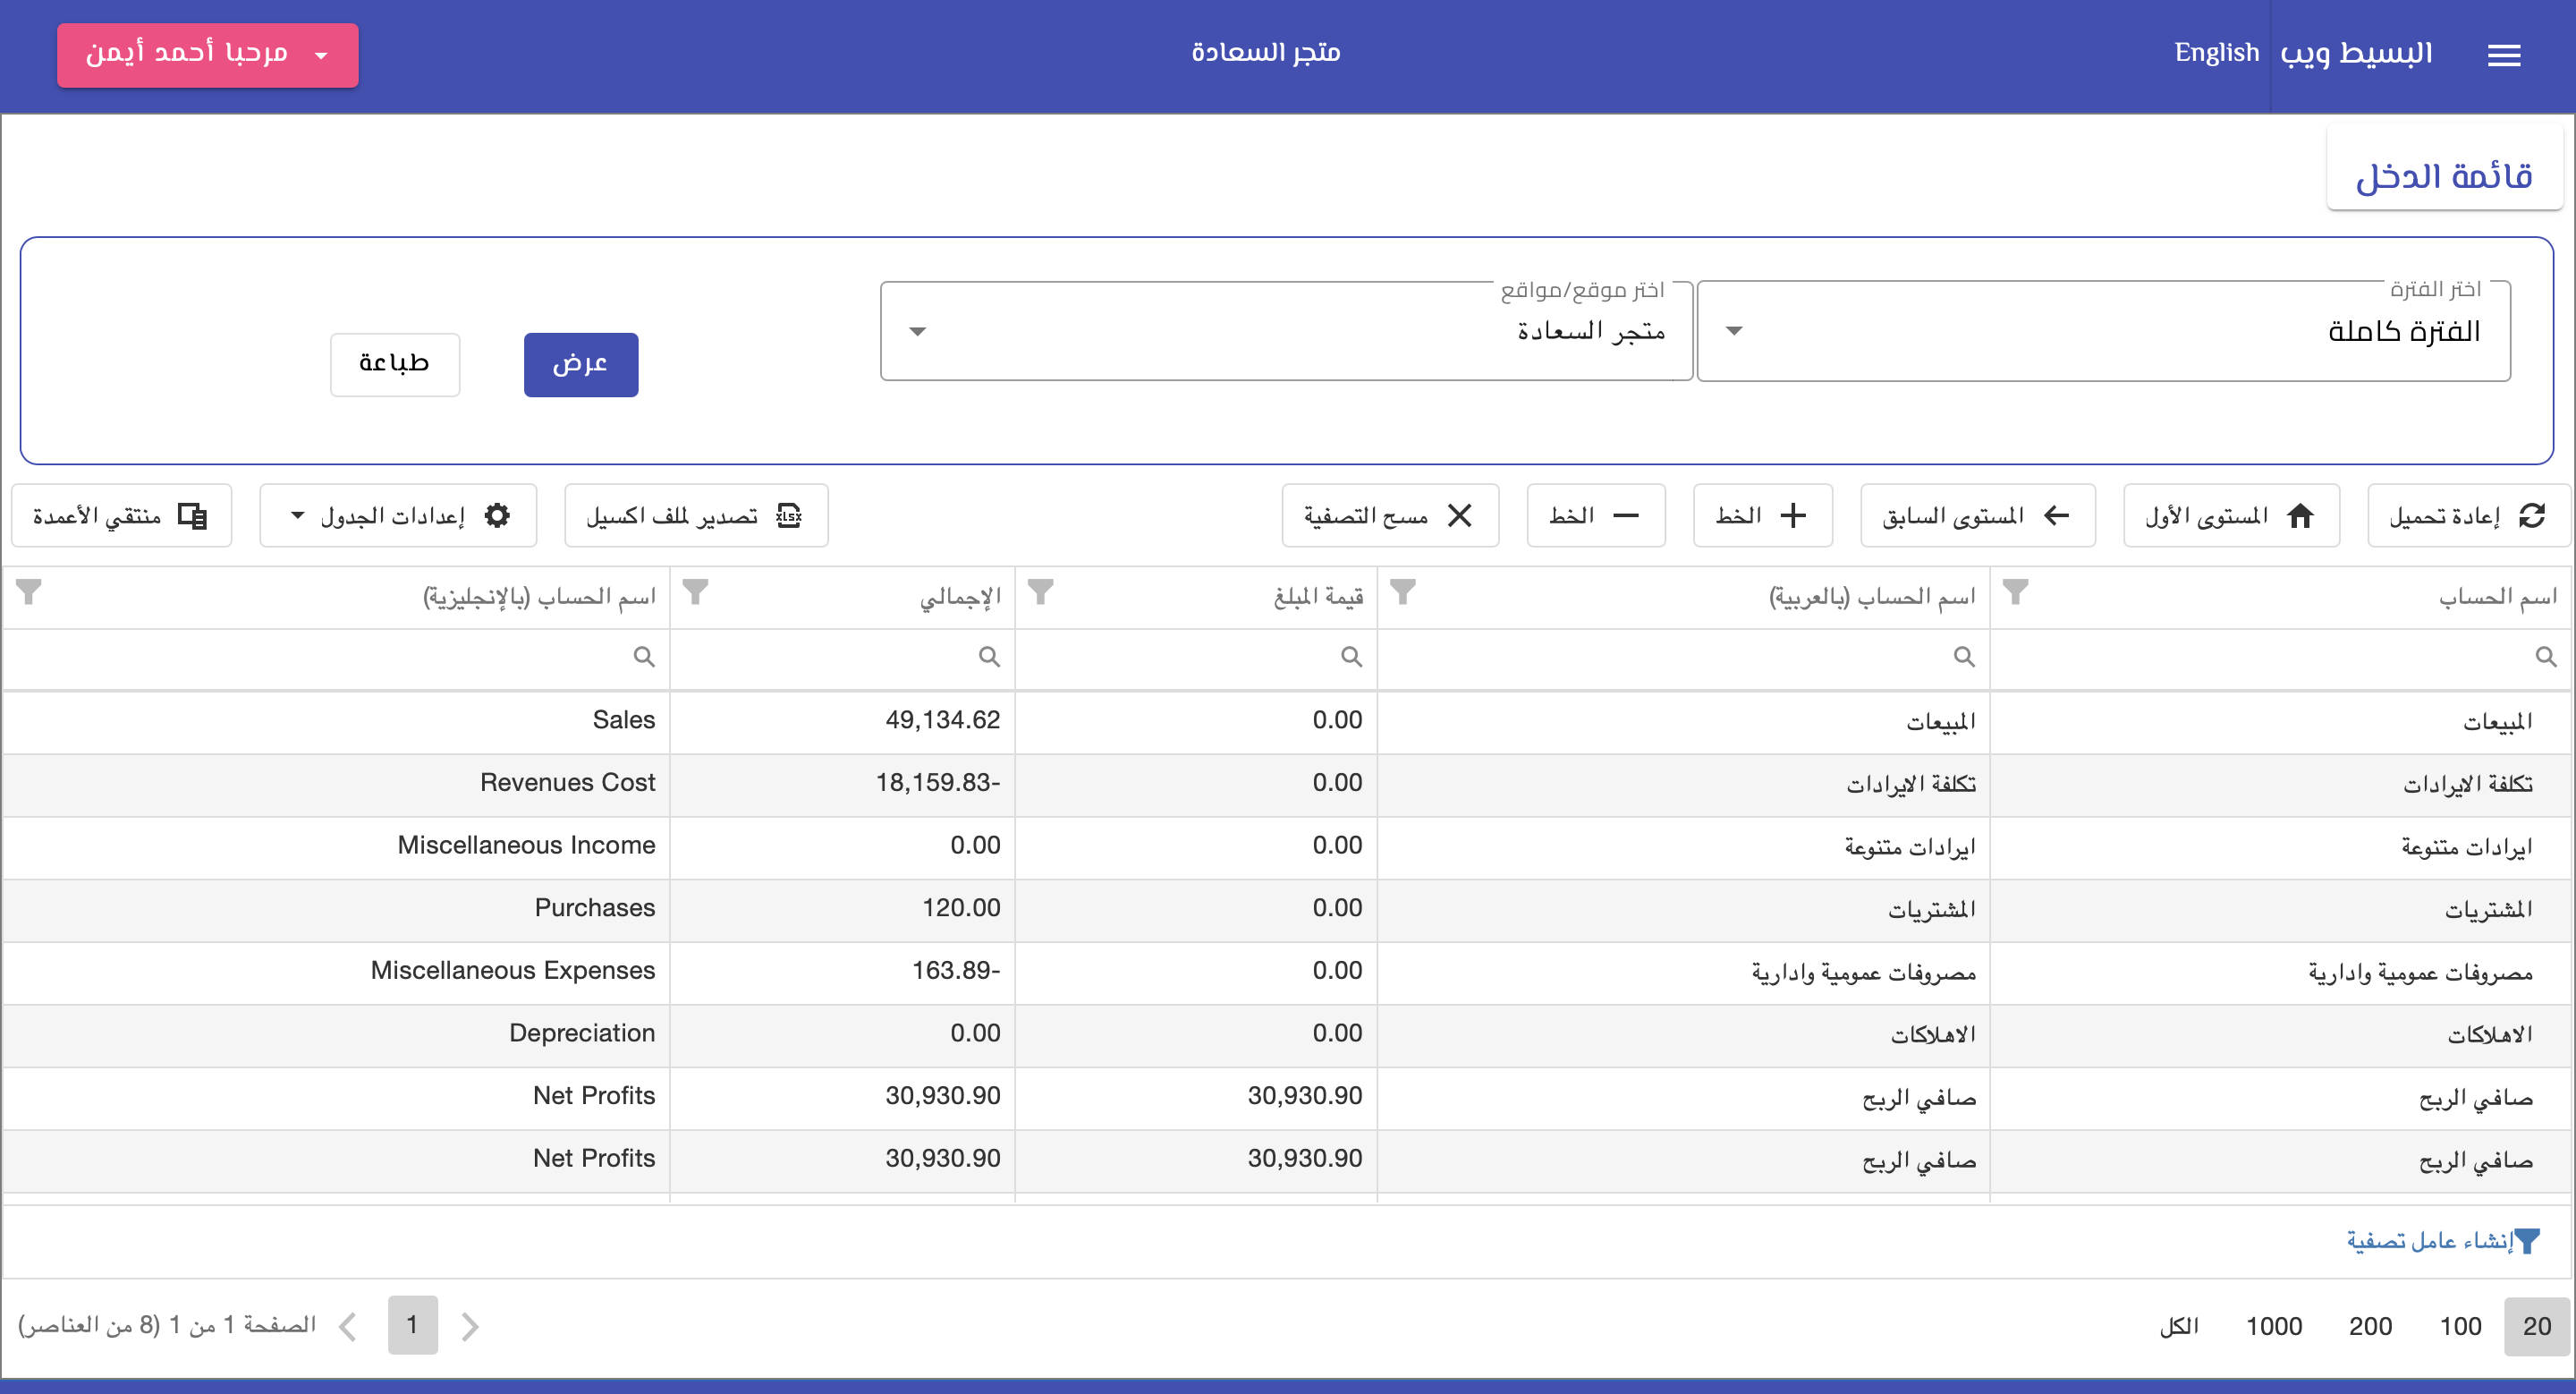 البسيط ويب English متجر السعادة مرحبا أحمد أيمن
قائمة الدخل
اختر الفترة اختر موقع/مواقع
الفترة كاملة متجر السعادة عرض طباعة
إعادة تحميل المستوى الأول المستوى السابق الخط الخط مسح التصفية تصدير لملف اكسيل إعدادات الجدول منتقي الأعمدة
اسم الحساب اسم الحساب (بالعربية) قيمة المبلغ الإجمالي اسم الحساب (بالإنجليزية)
المبيعات المبيعات 0.00 49,134.62 Sales
تكلفة الايرادات تكلفة الايرادات 0.00 18,159.83- Revenues Cost
ايرادات متنوعة ايرادات متنوعة 0.00 0.00 Miscellaneous Income
المشتريات المشتريات 0.00 120.00 Purchases
مصروفات عمومية وادارية مصروفات عمومية وادارية 0.00 163.89- Miscellaneous Expenses
الاهلاكات الاهلاكات 0.00 0.00 Depreciation
صافي الربح صافي الربح 30,930.90 30,930.90 Net Profits
صافي الربح صافي الربح 30,930.90 30,930.90 Net Profits
إنشاء عامل تصفية
20 100 200 1000 الكل 1 الصفحة 1 من 1 (8 من العناصر)